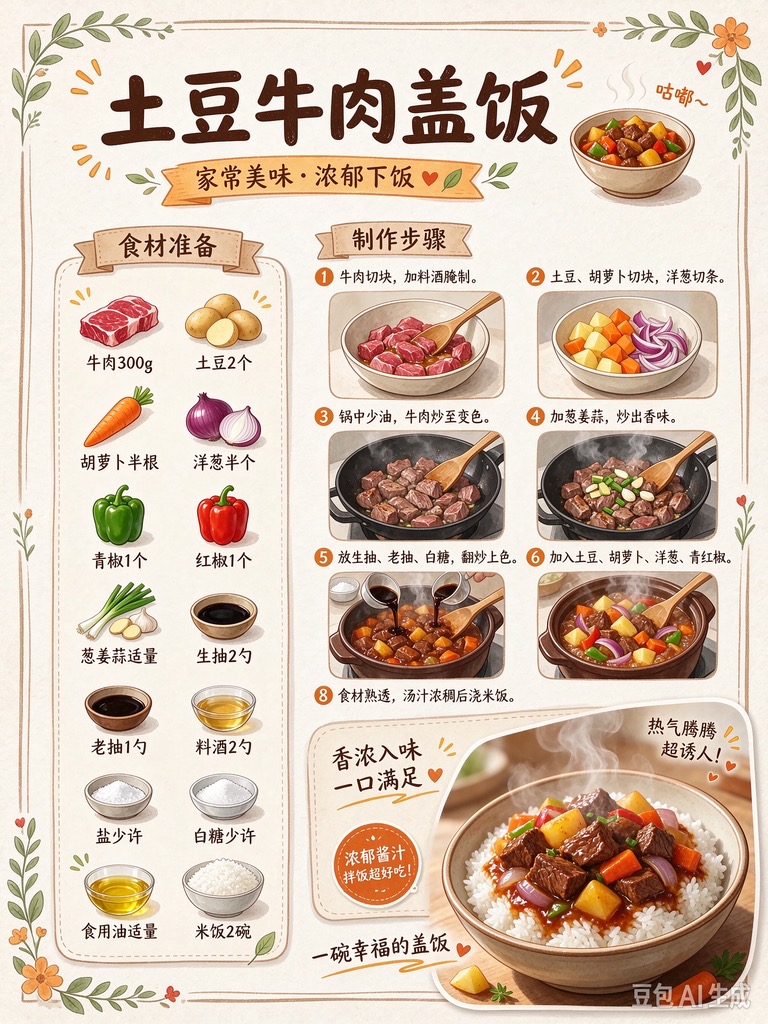 土豆牛肉盖饭
咕嘟~
家常美味·浓郁下饭
食材准备
牛肉300g
土豆2个
胡萝卜半根
洋葱半个
青椒1个
红椒1个
葱姜蒜适量
生抽2勺
老抽1勺
料酒2勺
盐少许
白糖少许
食用油适量
米饭2碗
制作步骤
1 牛肉切块，加料酒腌制。
2 土豆、胡萝卜切块，洋葱切条。
3 锅中少油，牛肉炒至变色。
4 加葱姜蒜，炒出香味。
5 放生抽、老抽、白糖，翻炒上色。
6 加入土豆、胡萝卜、洋葱、青红椒。
8 食材熟透，汤汁浓稠后浇米饭。
香浓入味
一口满足
浓郁酱汁
拌饭超好吃！
一碗幸福的盖饭
热气腾腾
超诱人！
豆包AI生成